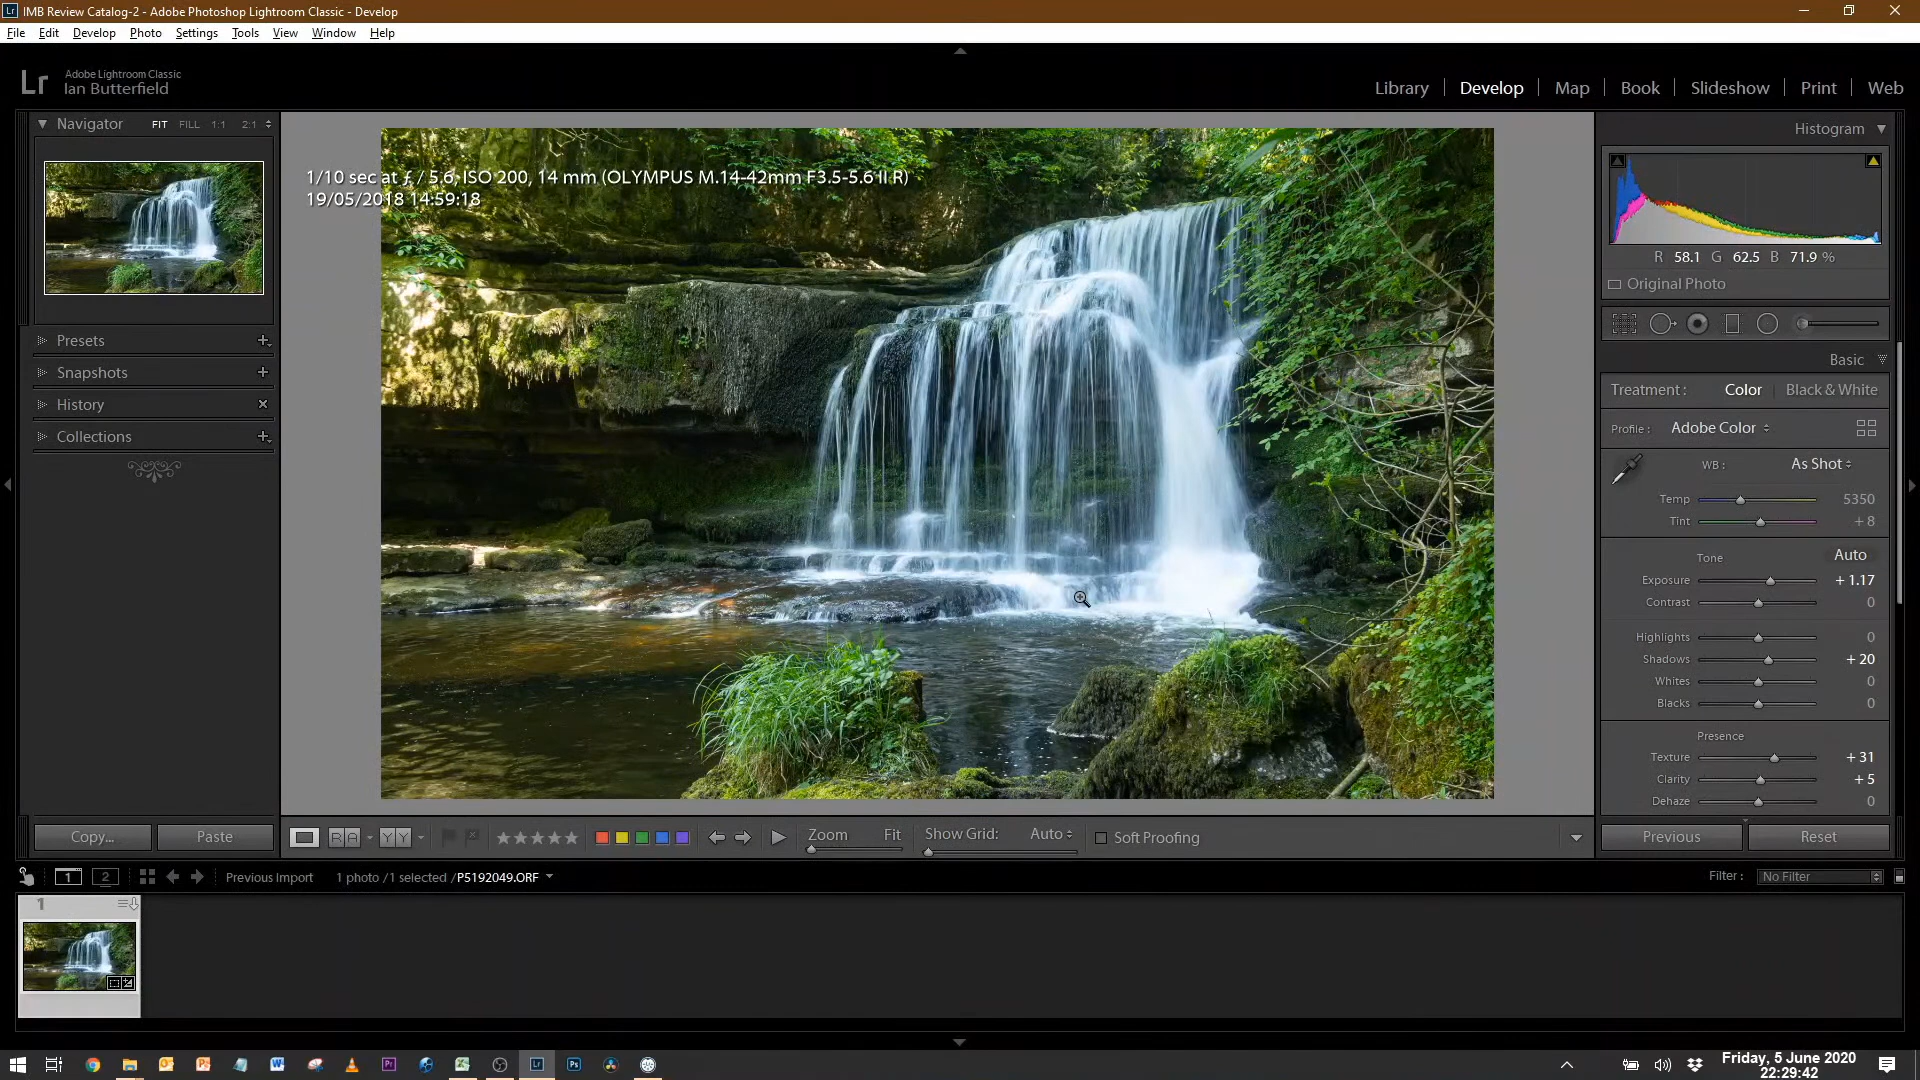 IMB Review Catalog-2 - Adobe Photoshop Lightroom Classic - Develop
File Edit Develop Photo Settings Tools View Window Help
Lr Adobe Lightroom Classic
Ian Butterfield
Library Develop Map Book Slideshow Print Web
Navigator FIT FILL 1:1 2:1
Histogram
1/10 sec at ƒ / 5.6, ISO 200, 14 mm (OLYMPUS M.14-42mm F3.5-5.6 II R)
19/05/2018 14:59:18
R 58.1 G 62.5 B 71.9 %
Original Photo
Presets
Snapshots
History
Collections
Basic
Treatment : Color Black & White
Profile : Adobe Color
WB : As Shot
Temp 5350
Tint + 8
Tone Auto
Exposure + 1.17
Contrast 0
Highlights 0
Shadows + 20
Whites 0
Blacks 0
Presence
Texture + 31
Clarity + 5
Dehaze 0
Copy... Paste
R A Y Y Zoom Fit Show Grid: Auto Soft Proofing
Previous Reset
1 2 Previous Import 1 photo / 1 selected / P5192049.ORF
Filter : No Filter
1
Friday, 5 June 2020
22:29:42